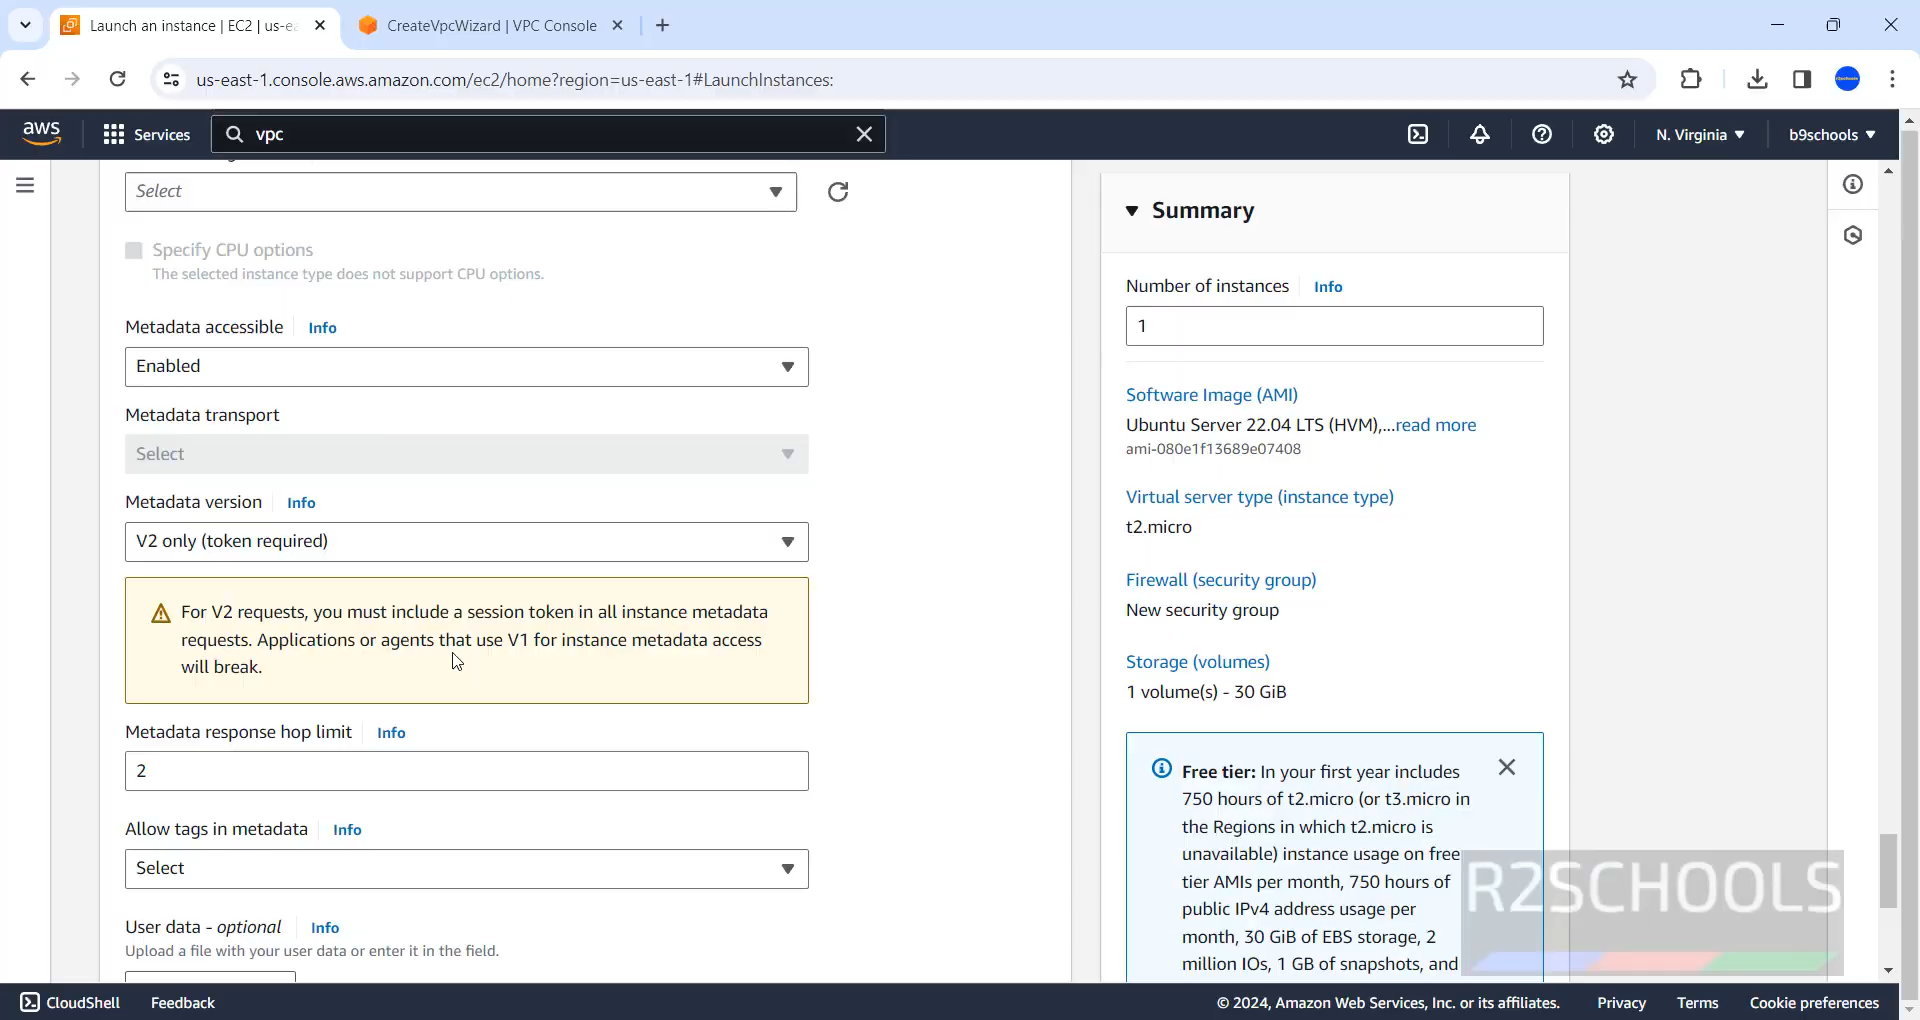 Launch an instance | EC2 | us-ea
CreateVpcWizard | VPC Console
us-east-1.console.aws.amazon.com/ec2/home?region=us-east-1#LaunchInstances:
aws
Services
vpc
N. Virginia
b9schools
Select
Specify CPU options
The selected instance type does not support CPU options.
Metadata accessible Info
Enabled
Metadata transport
Select
Metadata version Info
V2 only (token required)
For V2 requests, you must include a session token in all instance metadata
requests. Applications or agents that use V1 for instance metadata access
will break.
Metadata response hop limit Info
2
Allow tags in metadata Info
Select
User data - optional Info
Upload a file with your user data or enter it in the field.
Summary
Number of instances Info
1
Software Image (AMI)
Ubuntu Server 22.04 LTS (HVM),...read more
ami-080e1f13689e07408
Virtual server type (instance type)
t2.micro
Firewall (security group)
New security group
Storage (volumes)
1 volume(s) - 30 GiB
Free tier: In your first year includes
750 hours of t2.micro (or t3.micro in
the Regions in which t2.micro is
unavailable) instance usage on free
tier AMIs per month, 750 hours of
public IPv4 address usage per
month, 30 GiB of EBS storage, 2
million IOs, 1 GB of snapshots, and
R2SCHOOLS
CloudShell
Feedback
© 2024, Amazon Web Services, Inc. or its affiliates.
Privacy
Terms
Cookie preferences